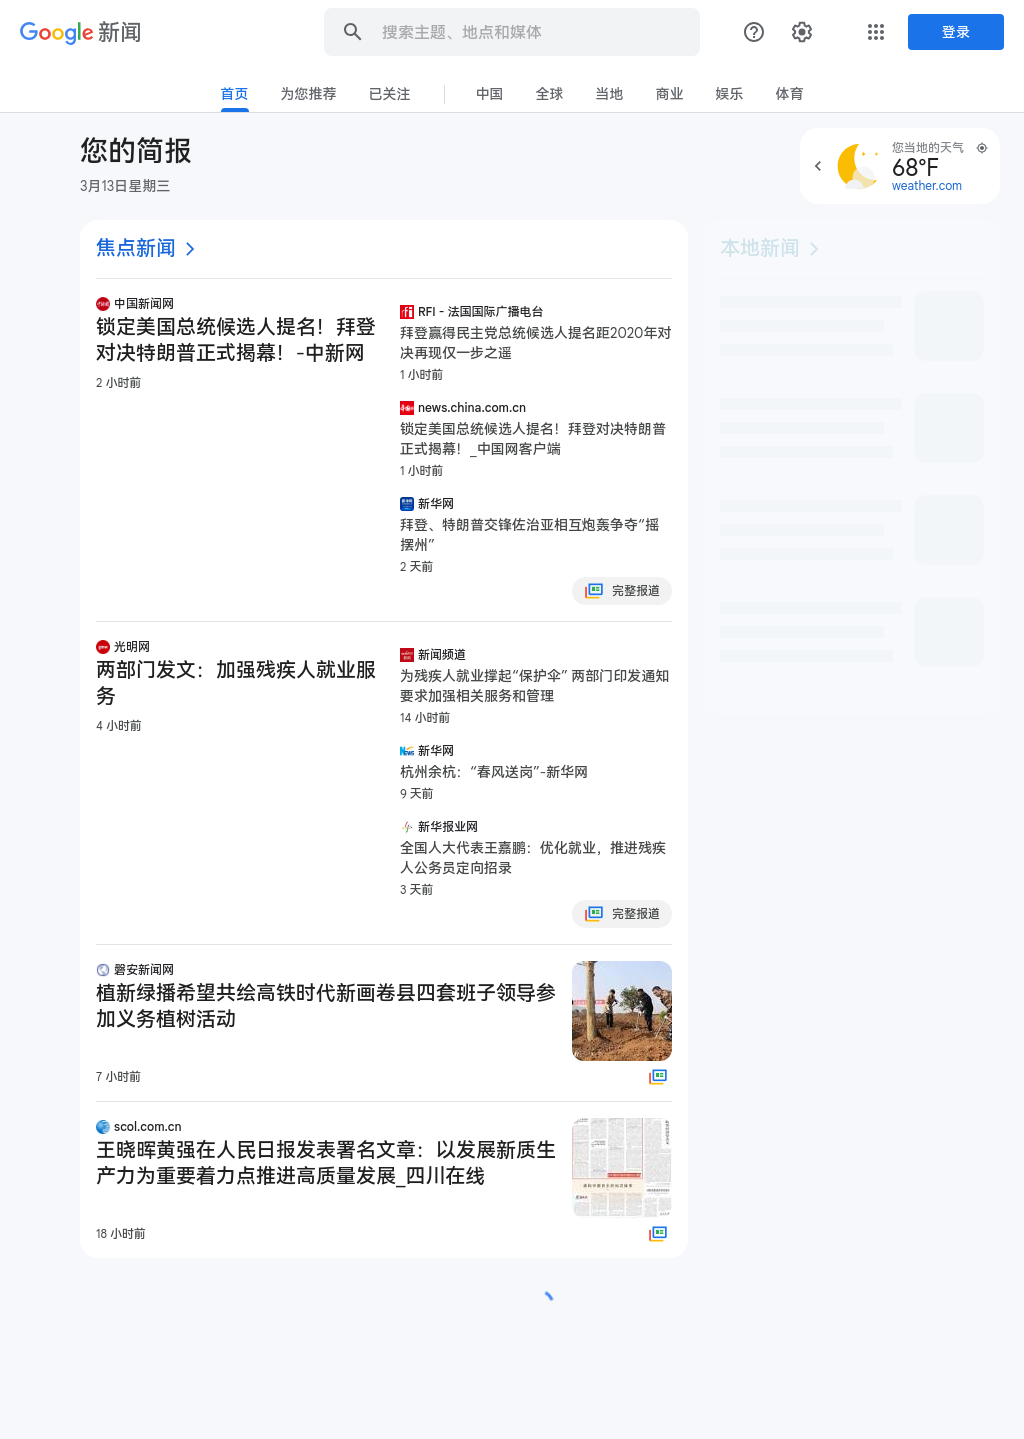 Google 新闻
搜索主题、地点和媒体
登录
首页 为您推荐 已关注 中国 全球 当地 商业 娱乐 体育
您的简报
3月13日星期三
您当地的天气
68°F
weather.com
焦点新闻
中国新闻网
锁定美国总统候选人提名！拜登
对决特朗普正式揭幕！-中新网
2 小时前
RFI - 法国国际广播电台
拜登赢得民主党总统候选人提名距2020年对
决再现仅一步之遥
1 小时前
news.china.com.cn
锁定美国总统候选人提名！拜登对决特朗普
正式揭幕！_中国网客户端
1 小时前
新华网
拜登、特朗普交锋佐治亚相互炮轰争夺“摇
摆州”
2 天前
完整报道
光明网
两部门发文：加强残疾人就业服
务
4 小时前
新闻频道
为残疾人就业撑起“保护伞” 两部门印发通知
要求加强相关服务和管理
14 小时前
新华网
杭州余杭：“春风送岗”-新华网
9 天前
新华报业网
全国人大代表王嘉鹏：优化就业，推进残疾
人公务员定向招录
3 天前
完整报道
磐安新闻网
植新绿播希望共绘高铁时代新画卷县四套班子领导参
加义务植树活动
7 小时前
scol.com.cn
王晓晖黄强在人民日报发表署名文章：以发展新质生
产力为重要着力点推进高质量发展_四川在线
18 小时前
本地新闻